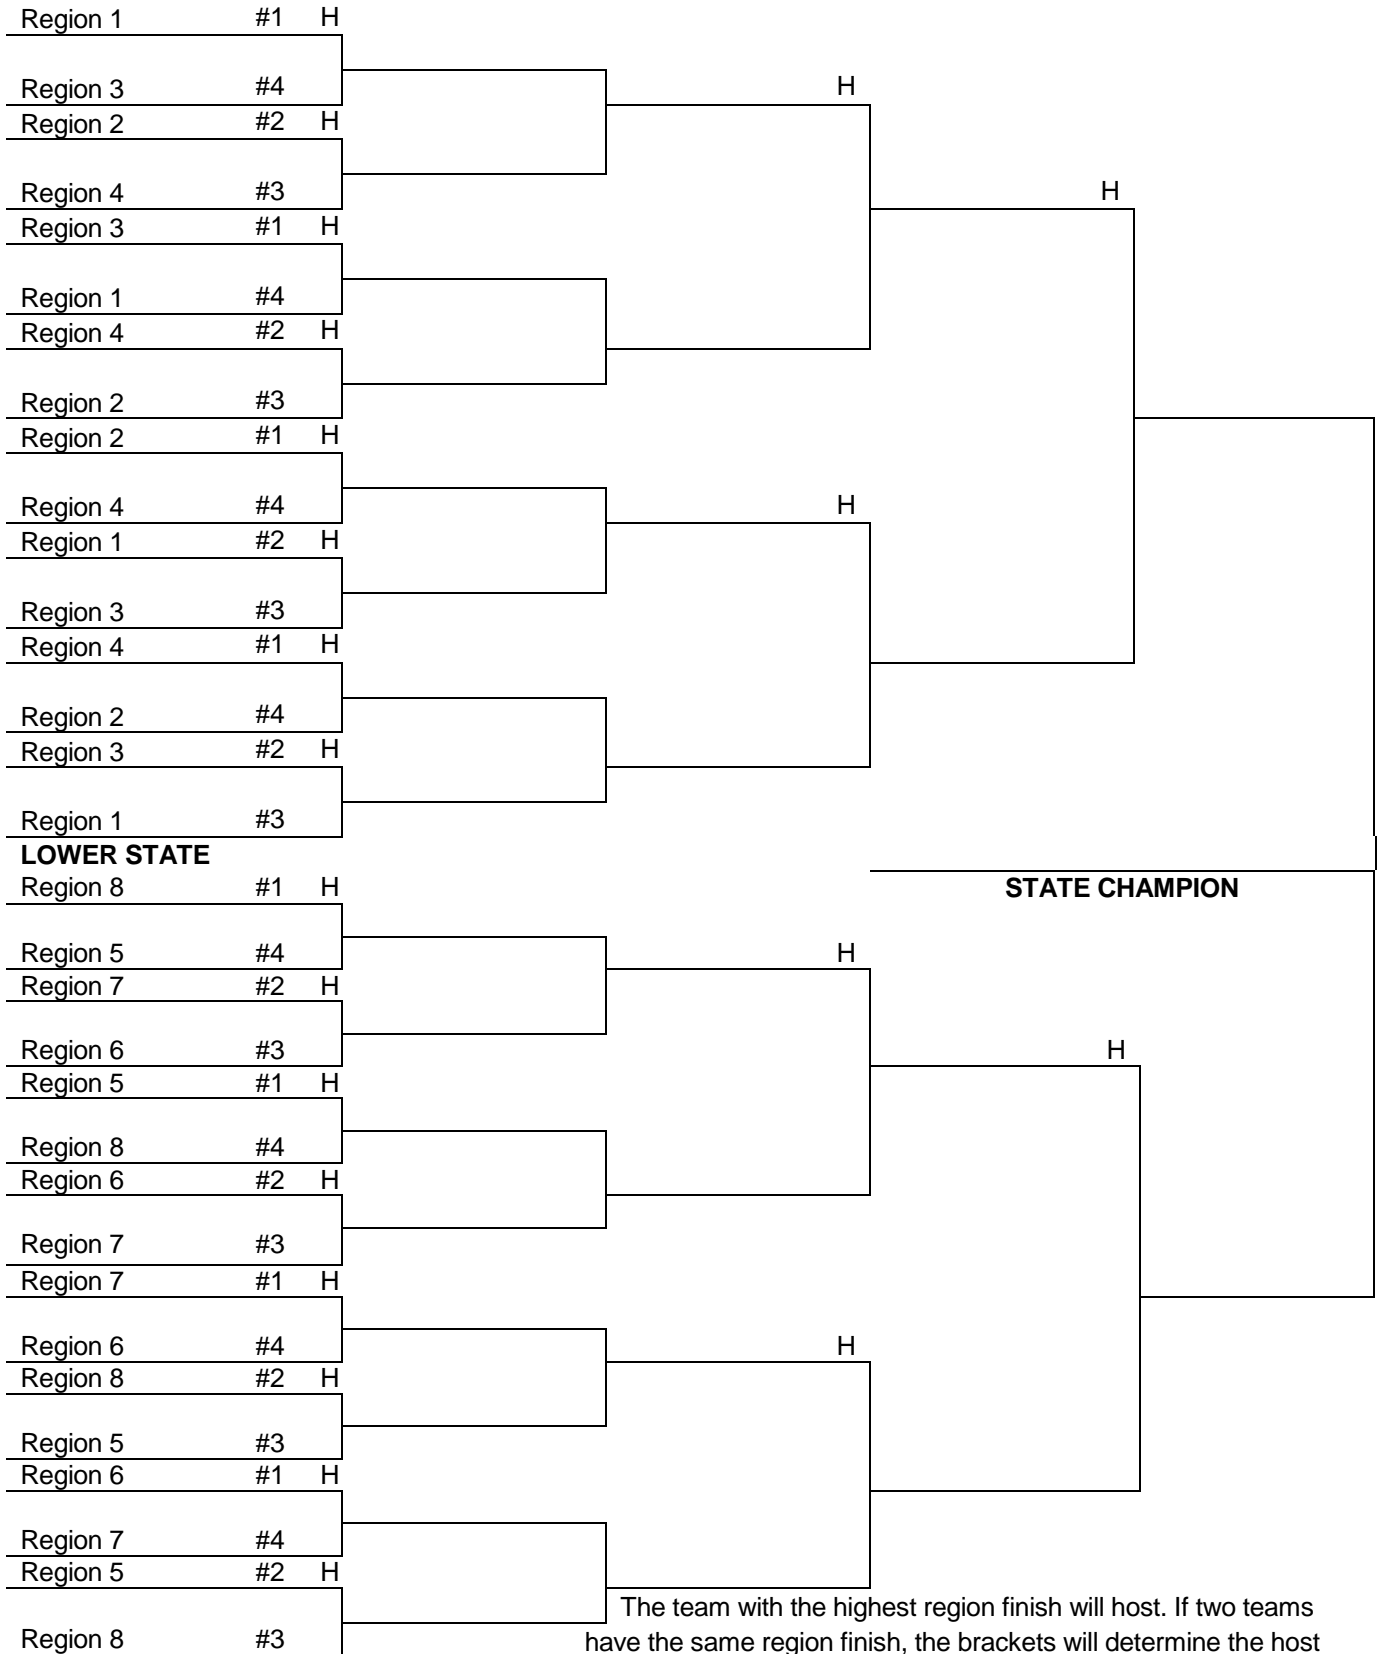 Region 1 #1 H
Region 3 #4 H
Region 2 #2 H
Region 4 #3 H
Region 3 #1 H
Region 1 #4
Region 4 #2 H
Region 2 #3
Region 2 #1 H
Region 4 #4 H
Region 1 #2 H
Region 3 #3
Region 4 #1 H
Region 2 #4
Region 3 #2 H
Region 1 #3
LOWER STATE
Region 8 #1 H STATE CHAMPION
Region 5 #4 H
Region 7 #2 H
Region 6 #3 H
Region 5 #1 H
Region 8 #4
Region 6 #2 H
Region 7 #3
Region 7 #1 H
Region 6 #4 H
Region 8 #2 H
Region 5 #3
Region 6 #1 H
Region 7 #4
Region 5 #2 H
The team with the highest region finish will host. If two teams
Region 8 #3 have the same region finish, the brackets will determine the host